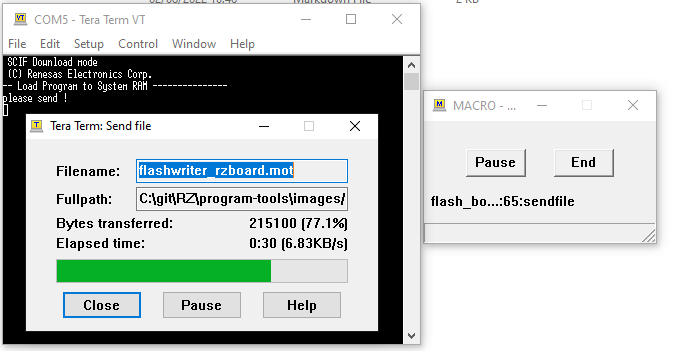 COM5 - Tera Term VT
File Edit Setup Control Window Help
SCIF Download mode
(C) Renesas Electronics Corp.
-- Load Program to System RAM ---------------
please send !
Tera Term: Send file
Filename: flashwriter_rzboard.mot
Fullpath: C:\git\RZ\program-tools\images/
Bytes transferred: 215100 (77.1%)
Elapsed time: 0:30 (6.83KB/s)
Close Pause Help
MACRO - ...
Pause End
flash_bo...:65:sendfile